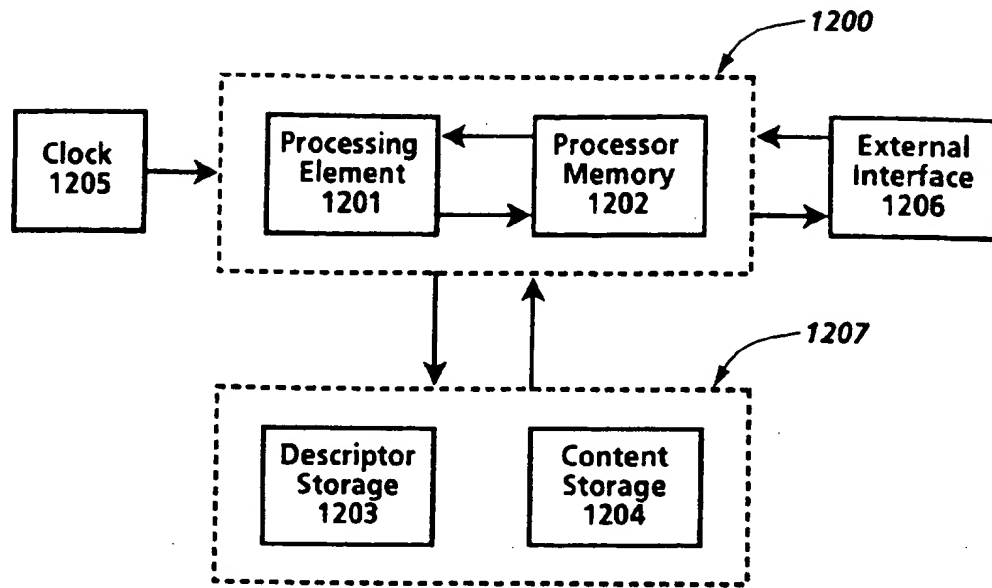 1200
Clock
1205
Processing
Element
1201
Processor
Memory
1202
External
Interface
1206
1207
Descriptor
Storage
1203
Content
Storage
1204